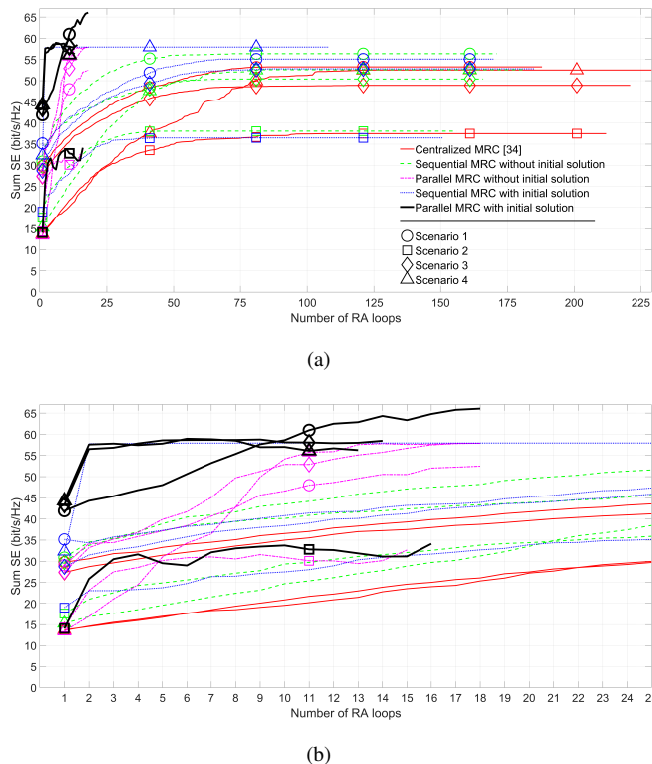 65
60
55
50
45
40
35
30
25
20
15
10
5
0
Sum SE (bit/s/Hz)
Centralized MRC [34]
Sequential MRC without initial solution
Parallel MRC without initial solution
Sequential MRC with initial solution
Parallel MRC with initial solution
Scenario 1
Scenario 2
Scenario 3
Scenario 4
0 25 50 75 100 125 150 175 200 225
Number of RA loops
(a)
65
60
55
50
45
40
35
30
25
20
15
10
5
0
Sum SE (bit/s/Hz)
1 2 3 4 5 6 7 8 9 10 11 12 13 14 15 16 17 18 19 20 21 22 23 24 2
Number of RA loops
(b)